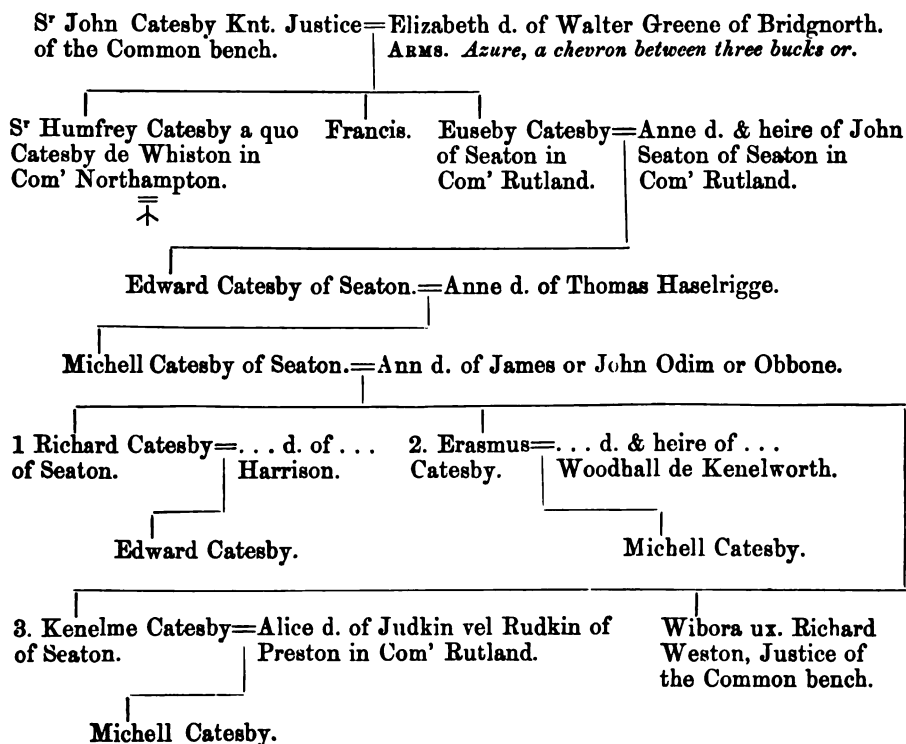 Sr John Catesby Knt. Justice=Elizabeth d. of Walter Greene of Bridgnorth.
of the Common bench. ARMS. Azure, a chevron between three bucks or.
Sr Humfrey Catesby a quo
Catesby de Whiston in
Com' Northampton.
Francis.
Euseby Catesby=Anne d. & heire of John
of Seaton in Seaton of Seaton in
Com' Rutland. Com' Rutland.
Edward Catesby of Seaton.=Anne d. of Thomas Haselrigge.
Michell Catesby of Seaton.=Ann d. of James or John Odim or Obbone.
1 Richard Catesby=... d. of ...
of Seaton. Harrison.
2. Erasmus=... d. & heire of ...
Catesby. Woodhall de Kenelworth.
Edward Catesby.
Michell Catesby.
3. Kenelme Catesby=Alice d. of Judkin vel Rudkin of
of Seaton. Preston in Com' Rutland.
Wibora ux. Richard
Weston, Justice of
the Common bench.
Michell Catesby.